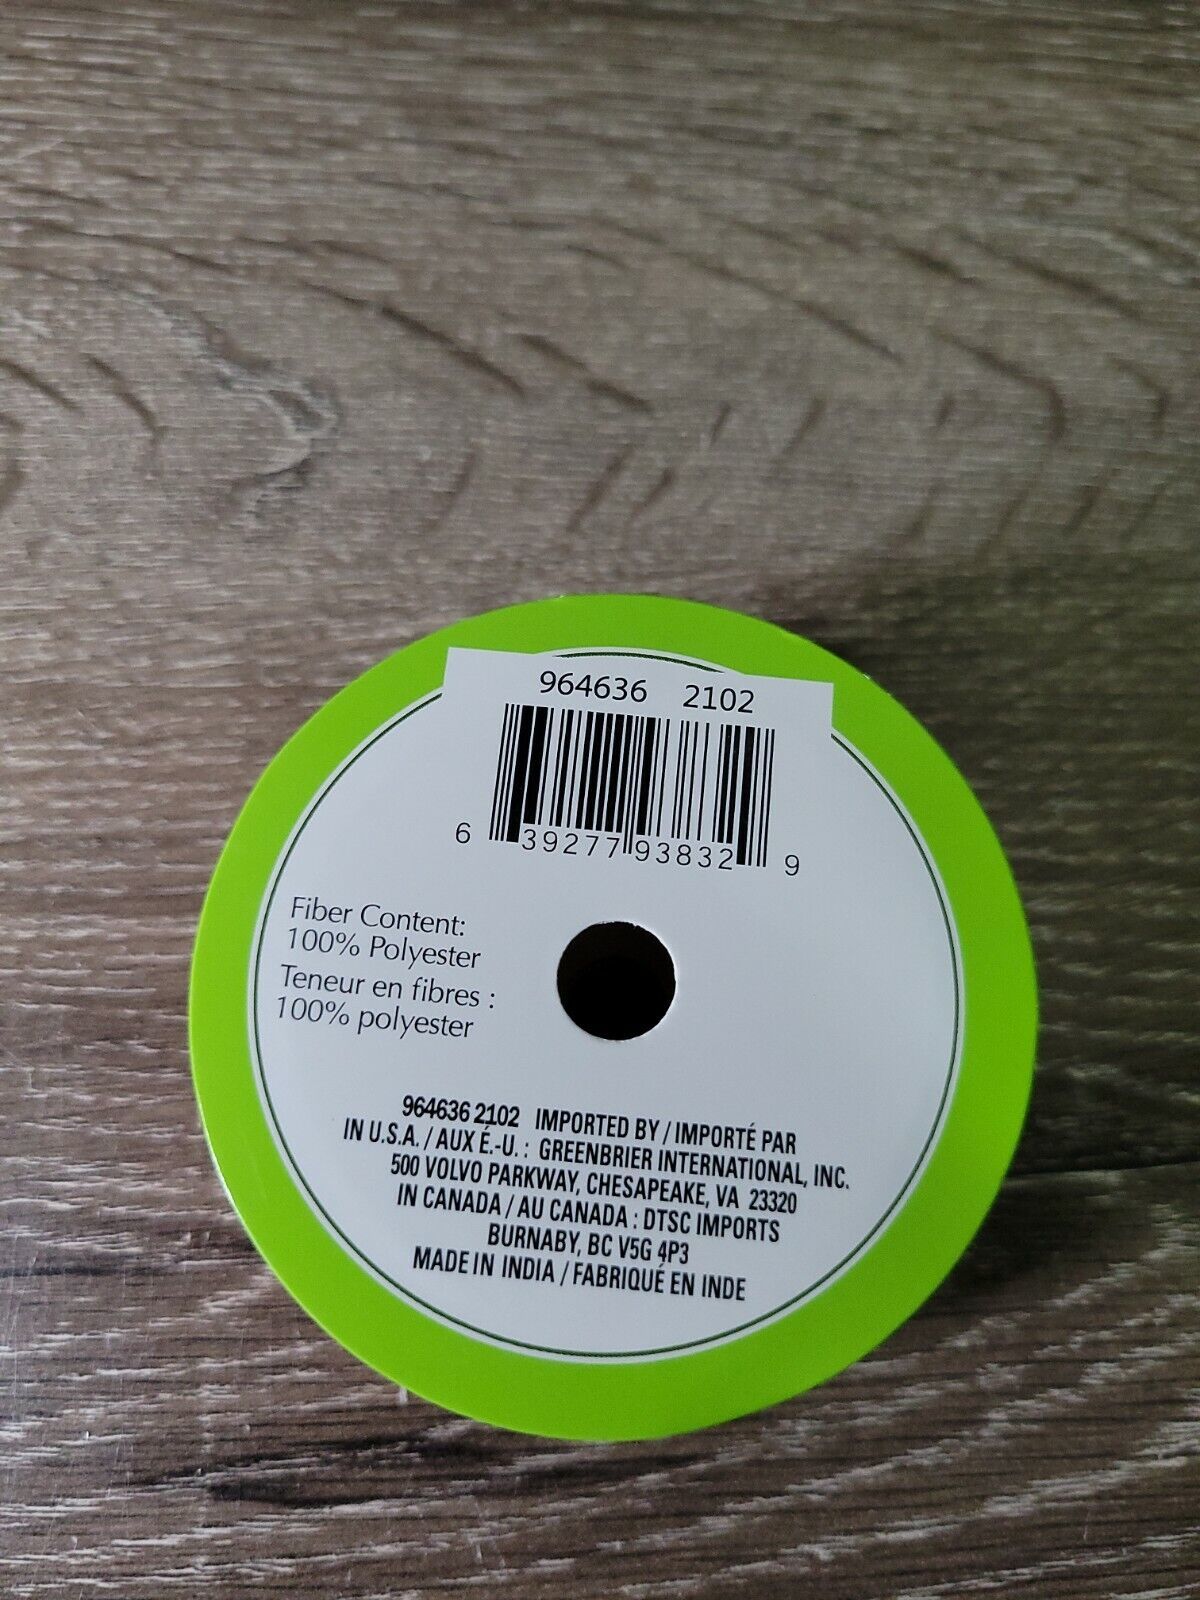 964636 2102
6 39277 93832 9
Fiber Content:
100% Polyester
Teneur en fibres :
100% polyester
964636 2102 IMPORTED BY / IMPORTÉ PAR
IN U.S.A. / AUX É.-U. : GREENBRIER INTERNATIONAL, INC.
500 VOLVO PARKWAY, CHESAPEAKE, VA 23320
IN CANADA / AU CANADA : DTSC IMPORTS
BURNABY, BC V5G 4P3
MADE IN INDIA / FABRIQUÉ EN INDE